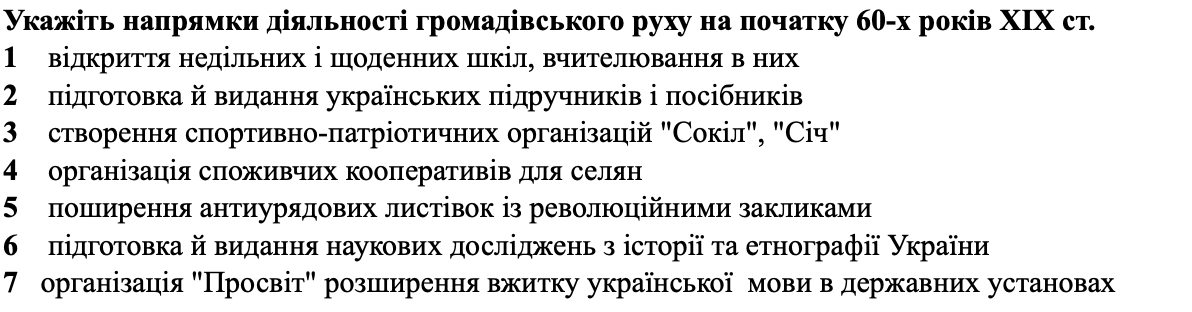 Укажіть напрямки діяльності громадівського руху на початку 60-х років XIX ст.
1 відкриття недільних і щоденних шкіл, вчителювання в них
2 підготовка й видання українських підручників і посібників
3 створення спортивно-патріотичних організацій "Сокіл", "Січ"
4 організація споживчих кооперативів для селян
5 поширення антиурядових листівок із революційними закликами
6 підготовка й видання наукових досліджень з історії та етнографії України
7 організація "Просвіт" розширення вжитку української мови в державних установах